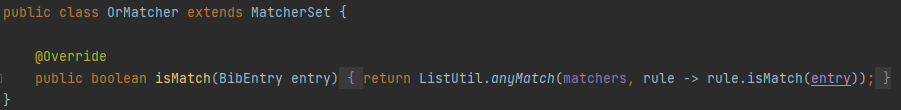 public class OrMatcher extends MatcherSet {
@Override
public boolean isMatch(BibEntry entry) { return ListUtil.anyMatch(matchers, rule -> rule.isMatch(entry)); }
}